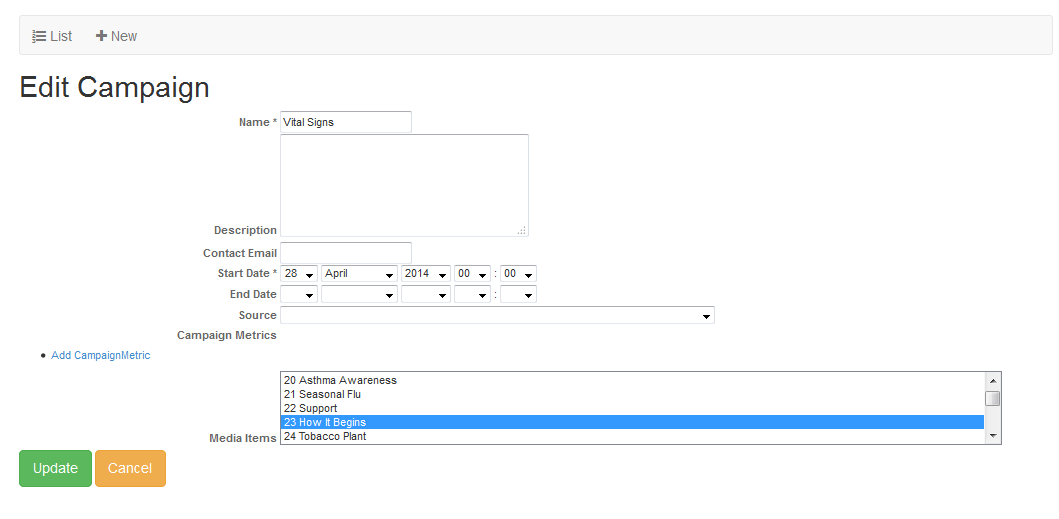 List New
Edit Campaign
Name * Vital Signs
Description
Contact Email
Start Date * 28 April 2014 00 : 00
End Date :
Source
Campaign Metrics
Add CampaignMetric
20 Asthma Awareness
21 Seasonal Flu
22 Support
23 How It Begins
24 Tobacco Plant
Media Items
Update Cancel